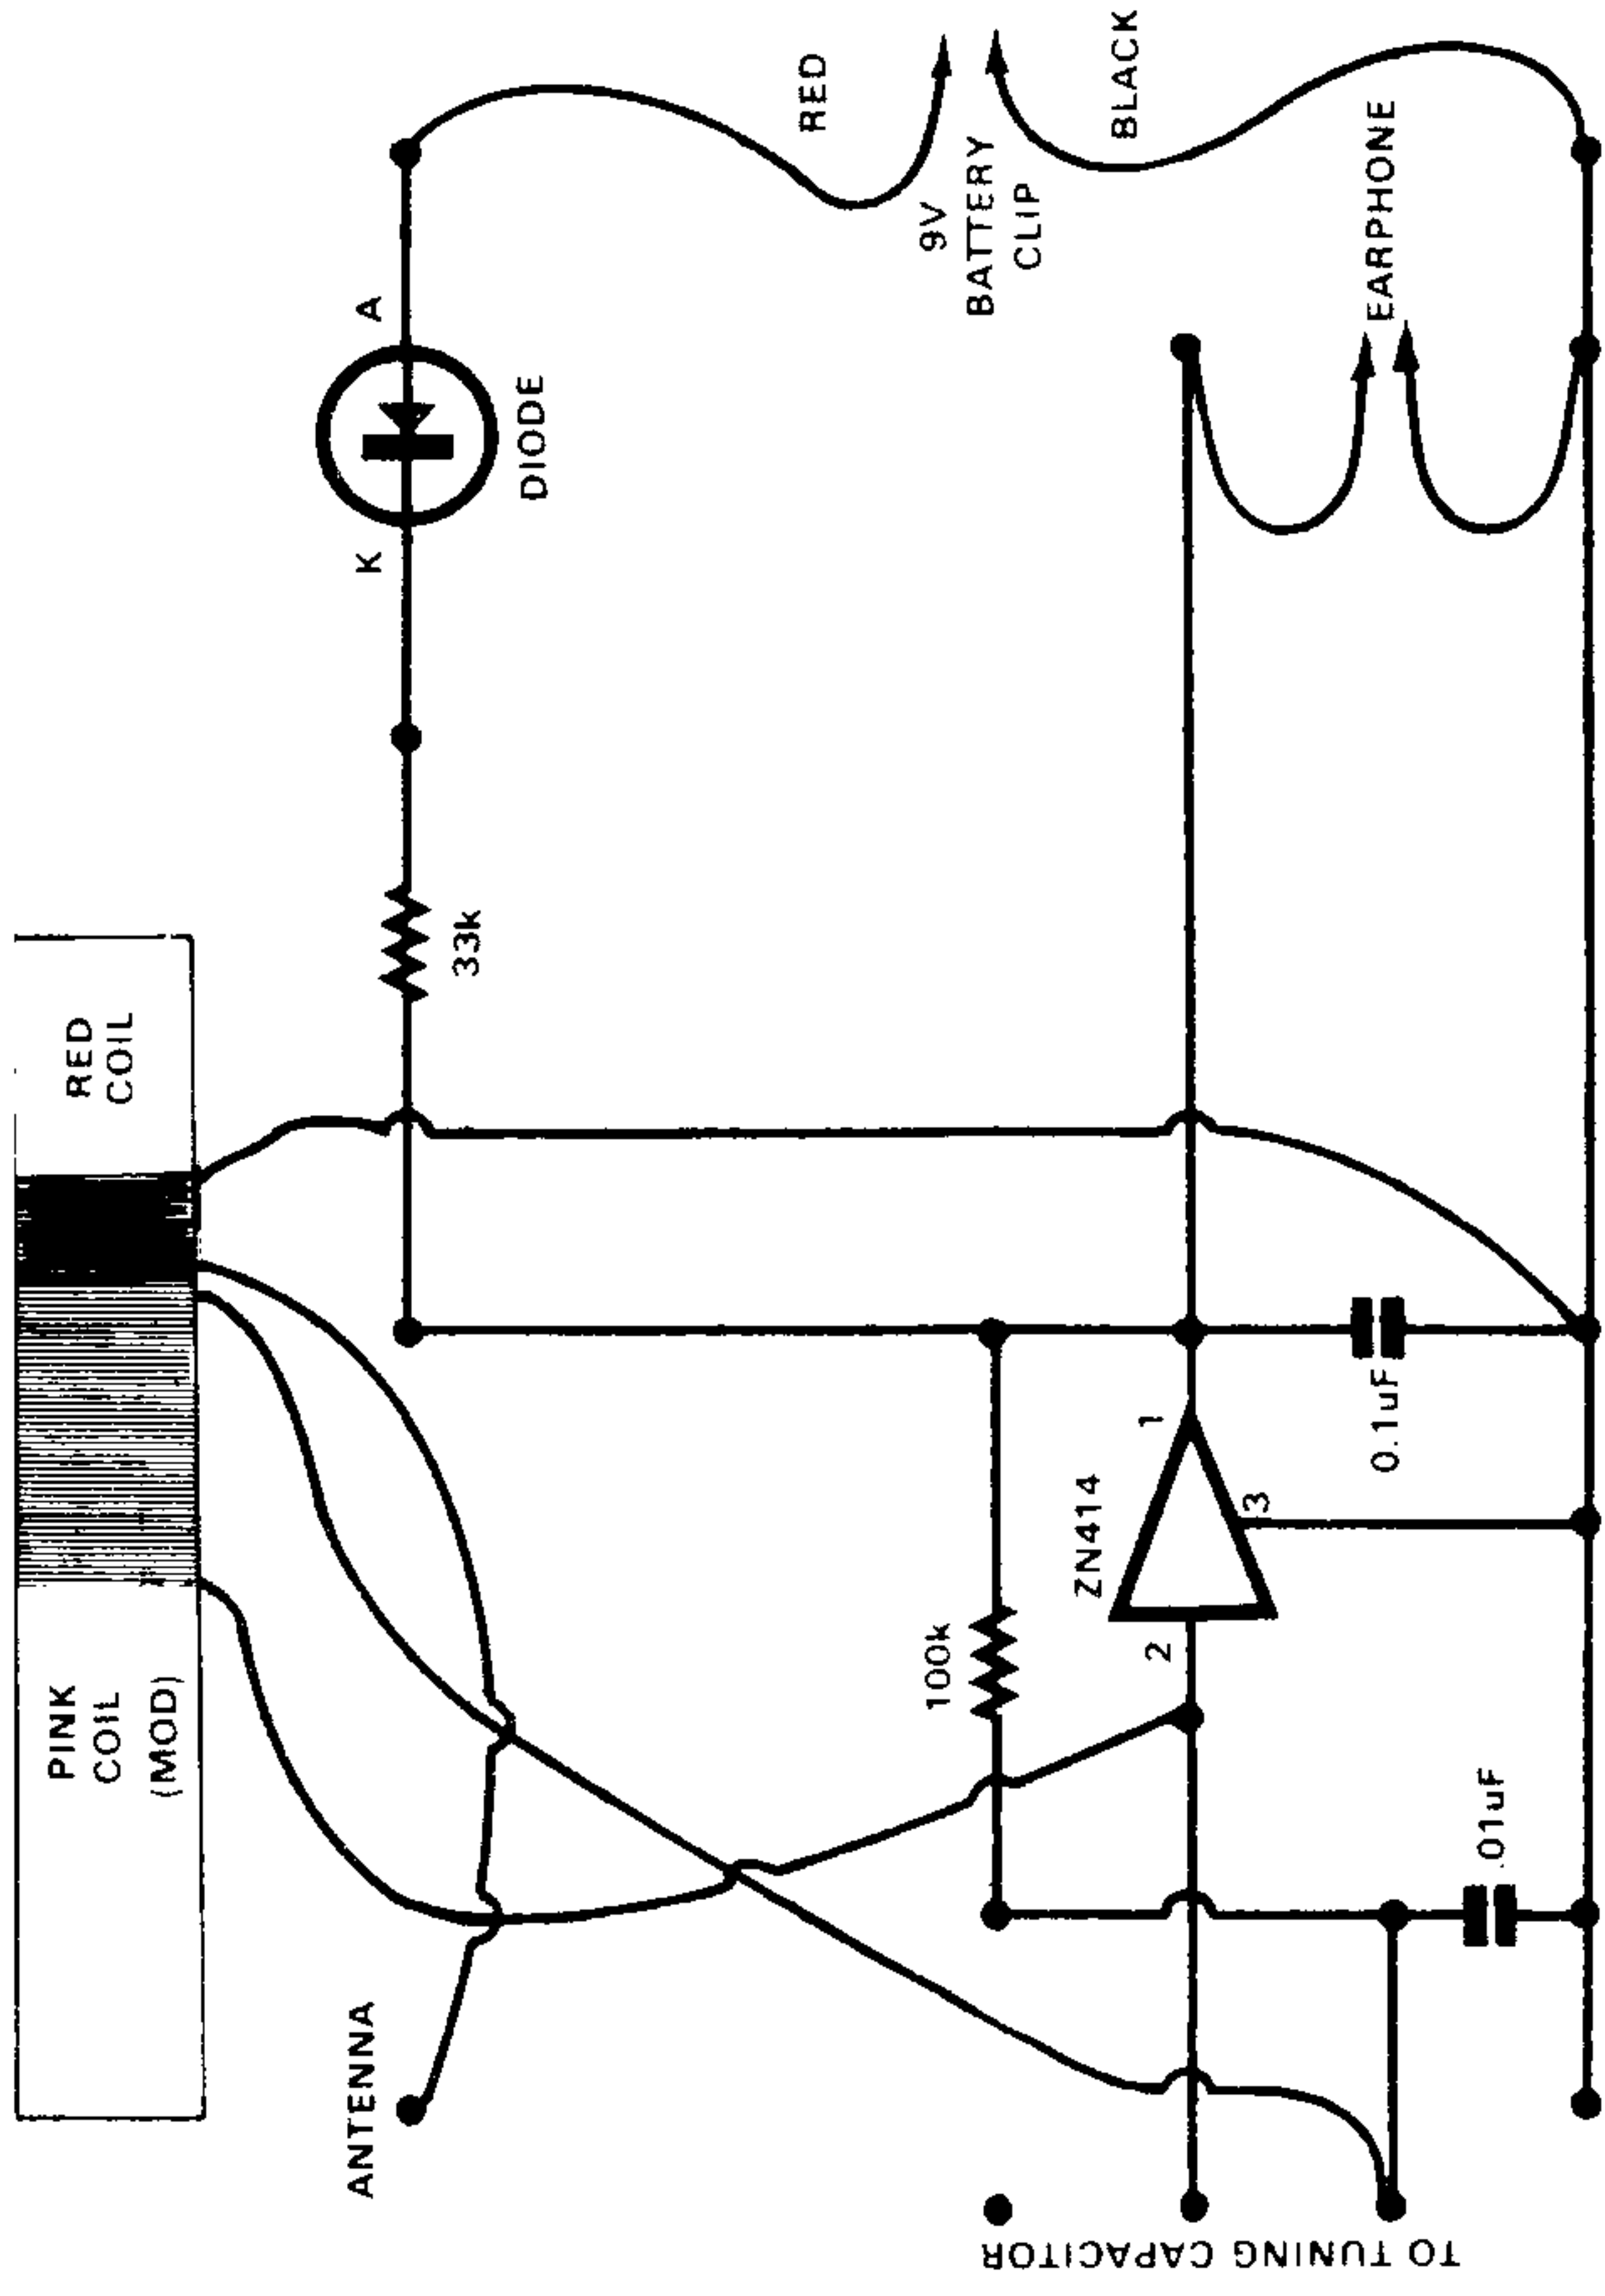 PINK
COIL
(MOD)
RED
COIL
ANTENNA
K
A
33k
DIODE
RED
9V
BATTERY
CLIP
BLACK
100k
ZN414
2
1
3
EARPHONE
0.1uF
.01uF
TO TUNING CAPACITOR